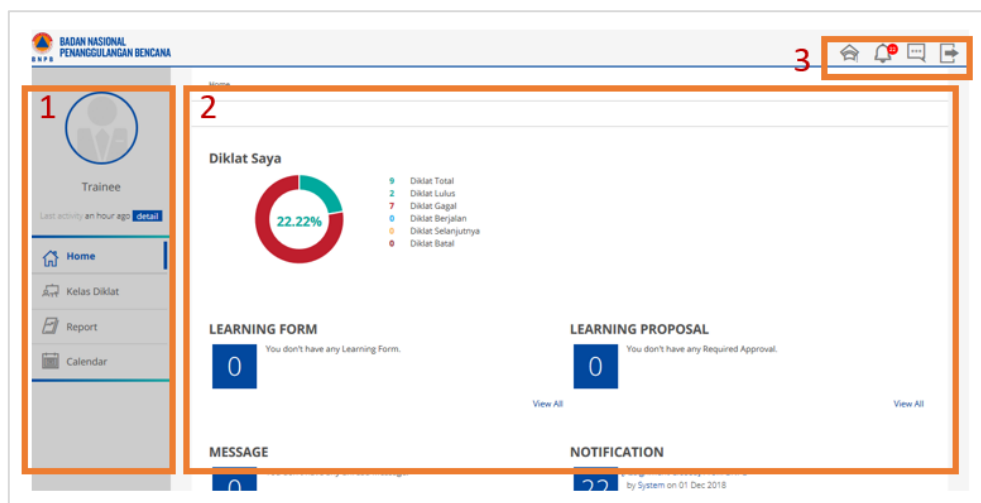 BADAN NASIONAL
PENANGGULANGAN BENCANA
BNPB
3
22
1
Trainee
Last activity an hour ago detail
Home
Kelas Diklat
Report
Calendar
Home
2
Diklat Saya
22.22%
9 Diklat Total
2 Diklat Lulus
7 Diklat Gagal
0 Diklat Berjalan
0 Diklat Selanjutnya
0 Diklat Batal
LEARNING FORM
0 You don't have any Learning Form.
View All
LEARNING PROPOSAL
0 You don't have any Required Approval.
View All
MESSAGE
0
NOTIFICATION
22
by System on 01 Dec 2018